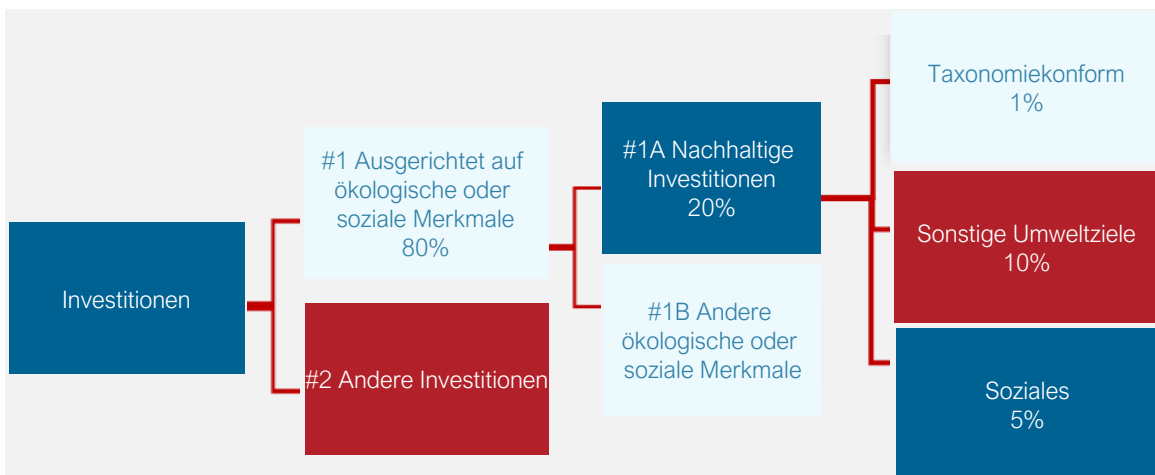 Investitionen
#1 Ausgerichtet auf
ökologische oder
soziale Merkmale
80%
#2 Andere Investitionen
#1A Nachhaltige
Investitionen
20%
#1B Andere
ökologische oder
soziale Merkmale
Taxonomiekonform
1%
Sonstige Umweltziele
10%
Soziales
5%